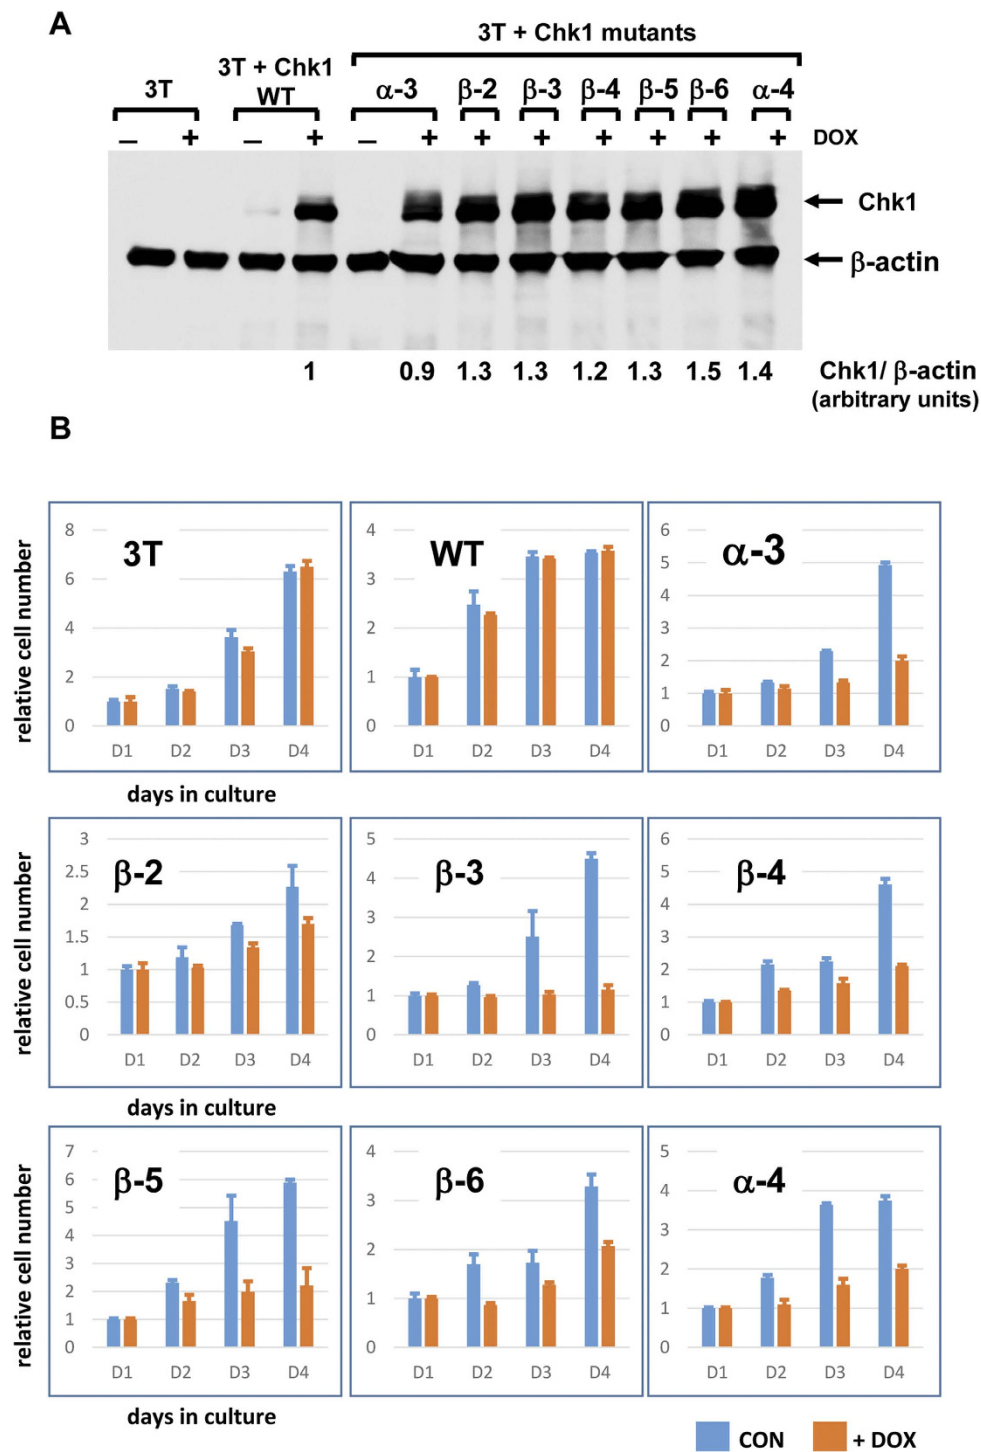 A
3T + Chk1 mutants
3T
3T + Chk1
WT
α-3 β-2 β-3 β-4 β-5 β-6 α-4
– + – + – + + + + + + + DOX
Chk1
β-actin
1 0.9 1.3 1.3 1.2 1.3 1.5 1.4 Chk1/ β-actin
(arbitrary units)
B
relative cell number
8
6
4
2
0
3T
D1 D2 D3 D4
days in culture
4
3
2
1
0
WT
D1 D2 D3 D4
6
5
4
3
2
1
0
α-3
D1 D2 D3 D4
relative cell number
3
2.5
2
1.5
1
0.5
0
β-2
D1 D2 D3 D4
days in culture
5
4
3
2
1
0
β-3
D1 D2 D3 D4
6
5
4
3
2
1
0
β-4
D1 D2 D3 D4
relative cell number
7
6
5
4
3
2
1
0
β-5
D1 D2 D3 D4
days in culture
4
3
2
1
0
β-6
D1 D2 D3 D4
5
4
3
2
1
0
α-4
D1 D2 D3 D4
CON + DOX